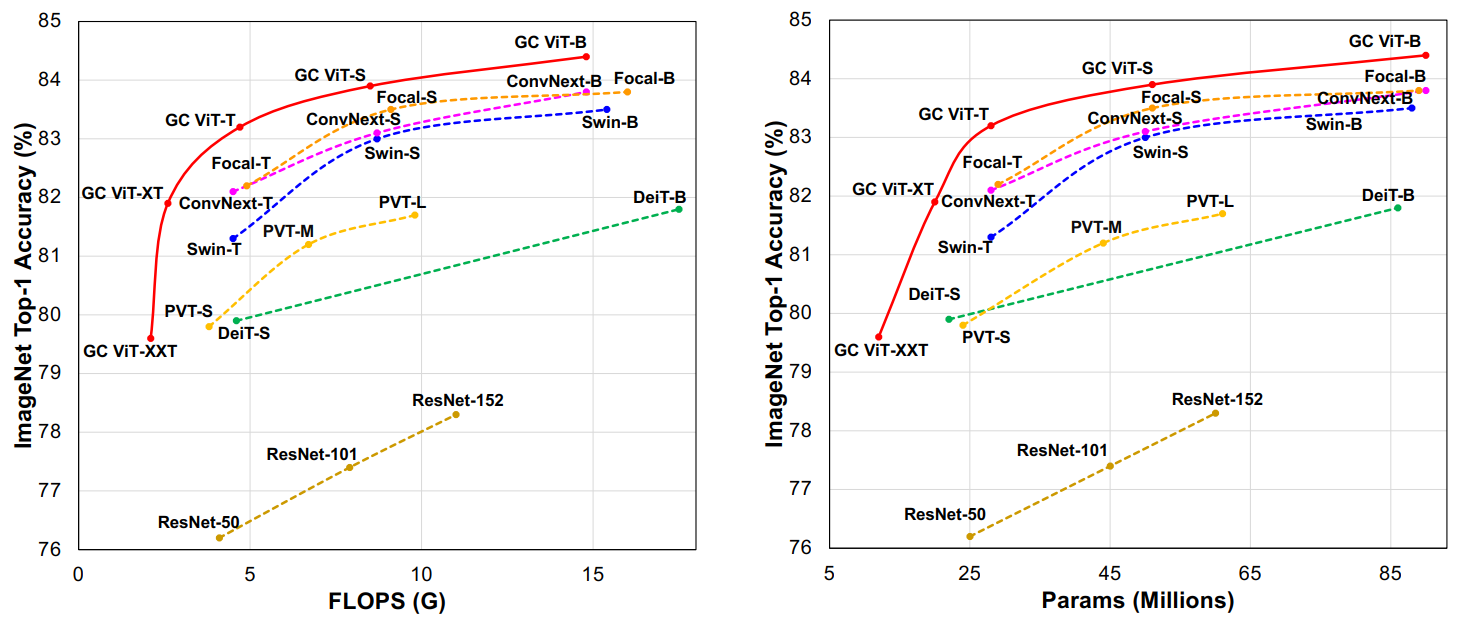 85
84
83
82
81
80
79
78
77
76
ImageNet Top-1 Accuracy (%)
GC ViT-B
GC ViT-S
ConvNext-B
Focal-B
Focal-S
GC ViT-T
ConvNext-S
Swin-B
Focal-T
Swin-S
GC ViT-XT
ConvNext-T
PVT-L
DeiT-B
Swin-T
PVT-M
PVT-S
DeiT-S
GC ViT-XXT
ResNet-152
ResNet-101
ResNet-50
0
5
10
15
FLOPS (G)
85
84
83
82
81
80
79
78
77
76
ImageNet Top-1 Accuracy (%)
GC ViT-B
GC ViT-S
Focal-B
Focal-S
ConvNext-B
GC ViT-T
ConvNext-S
Swin-B
Focal-T
Swin-S
GC ViT-XT
ConvNext-T
PVT-L
DeiT-B
Swin-T
PVT-M
DeiT-S
PVT-S
GC ViT-XXT
ResNet-152
ResNet-101
ResNet-50
5
25
45
65
85
Params (Millions)